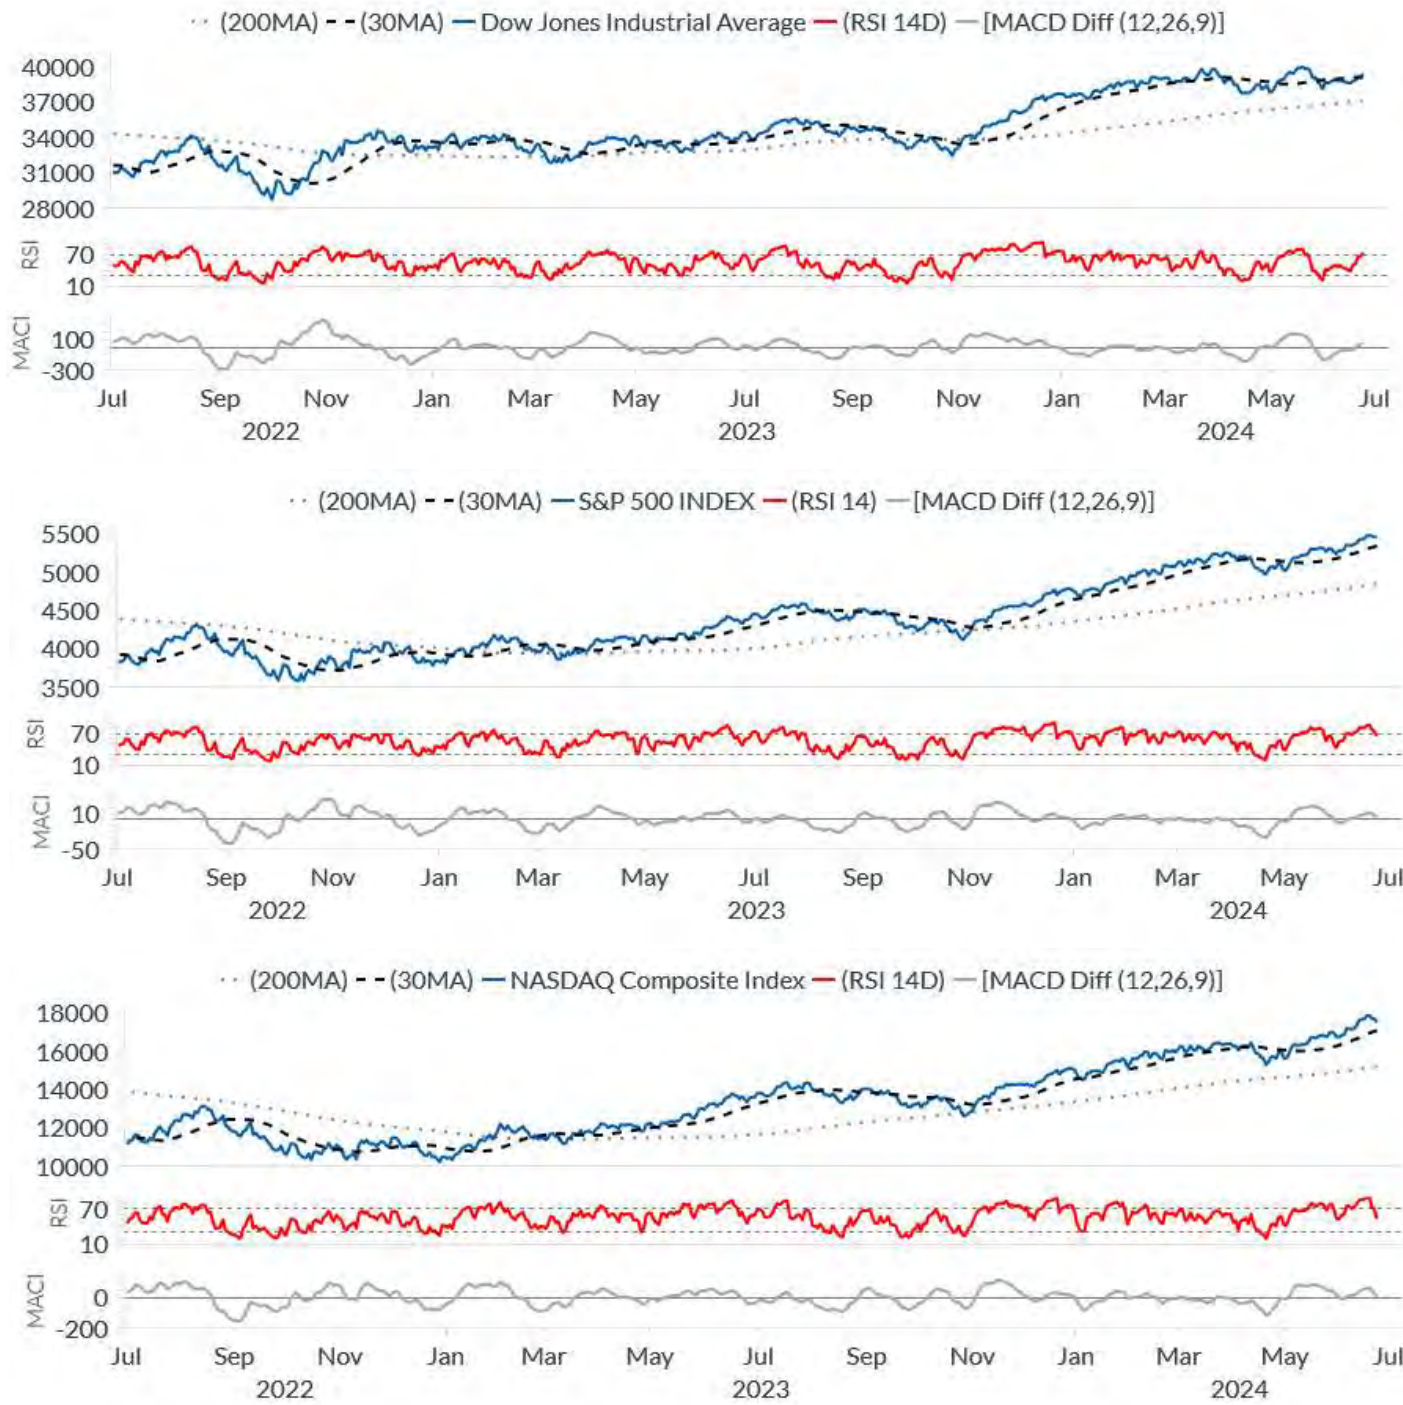 (200MA) (30MA) Dow Jones Industrial Average (RSI 14D) [MACD Diff (12,26,9)]
40000
37000
34000
31000
28000
RSI
70
10
MACI
100
-300
Jul Sep Nov Jan Mar May Jul Sep Nov Jan Mar May Jul
2022 2023 2024
(200MA) (30MA) S&P 500 INDEX (RSI 14) [MACD Diff (12,26,9)]
5500
5000
4500
4000
3500
RSI
70
10
MACI
10
-50
Jul Sep Nov Jan Mar May Jul Sep Nov Jan Mar May Jul
2022 2023 2024
(200MA) (30MA) NASDAQ Composite Index (RSI 14D) [MACD Diff (12,26,9)]
18000
16000
14000
12000
10000
RSI
70
10
MACI
0
-200
Jul Sep Nov Jan Mar May Jul Sep Nov Jan Mar May Jul
2022 2023 2024